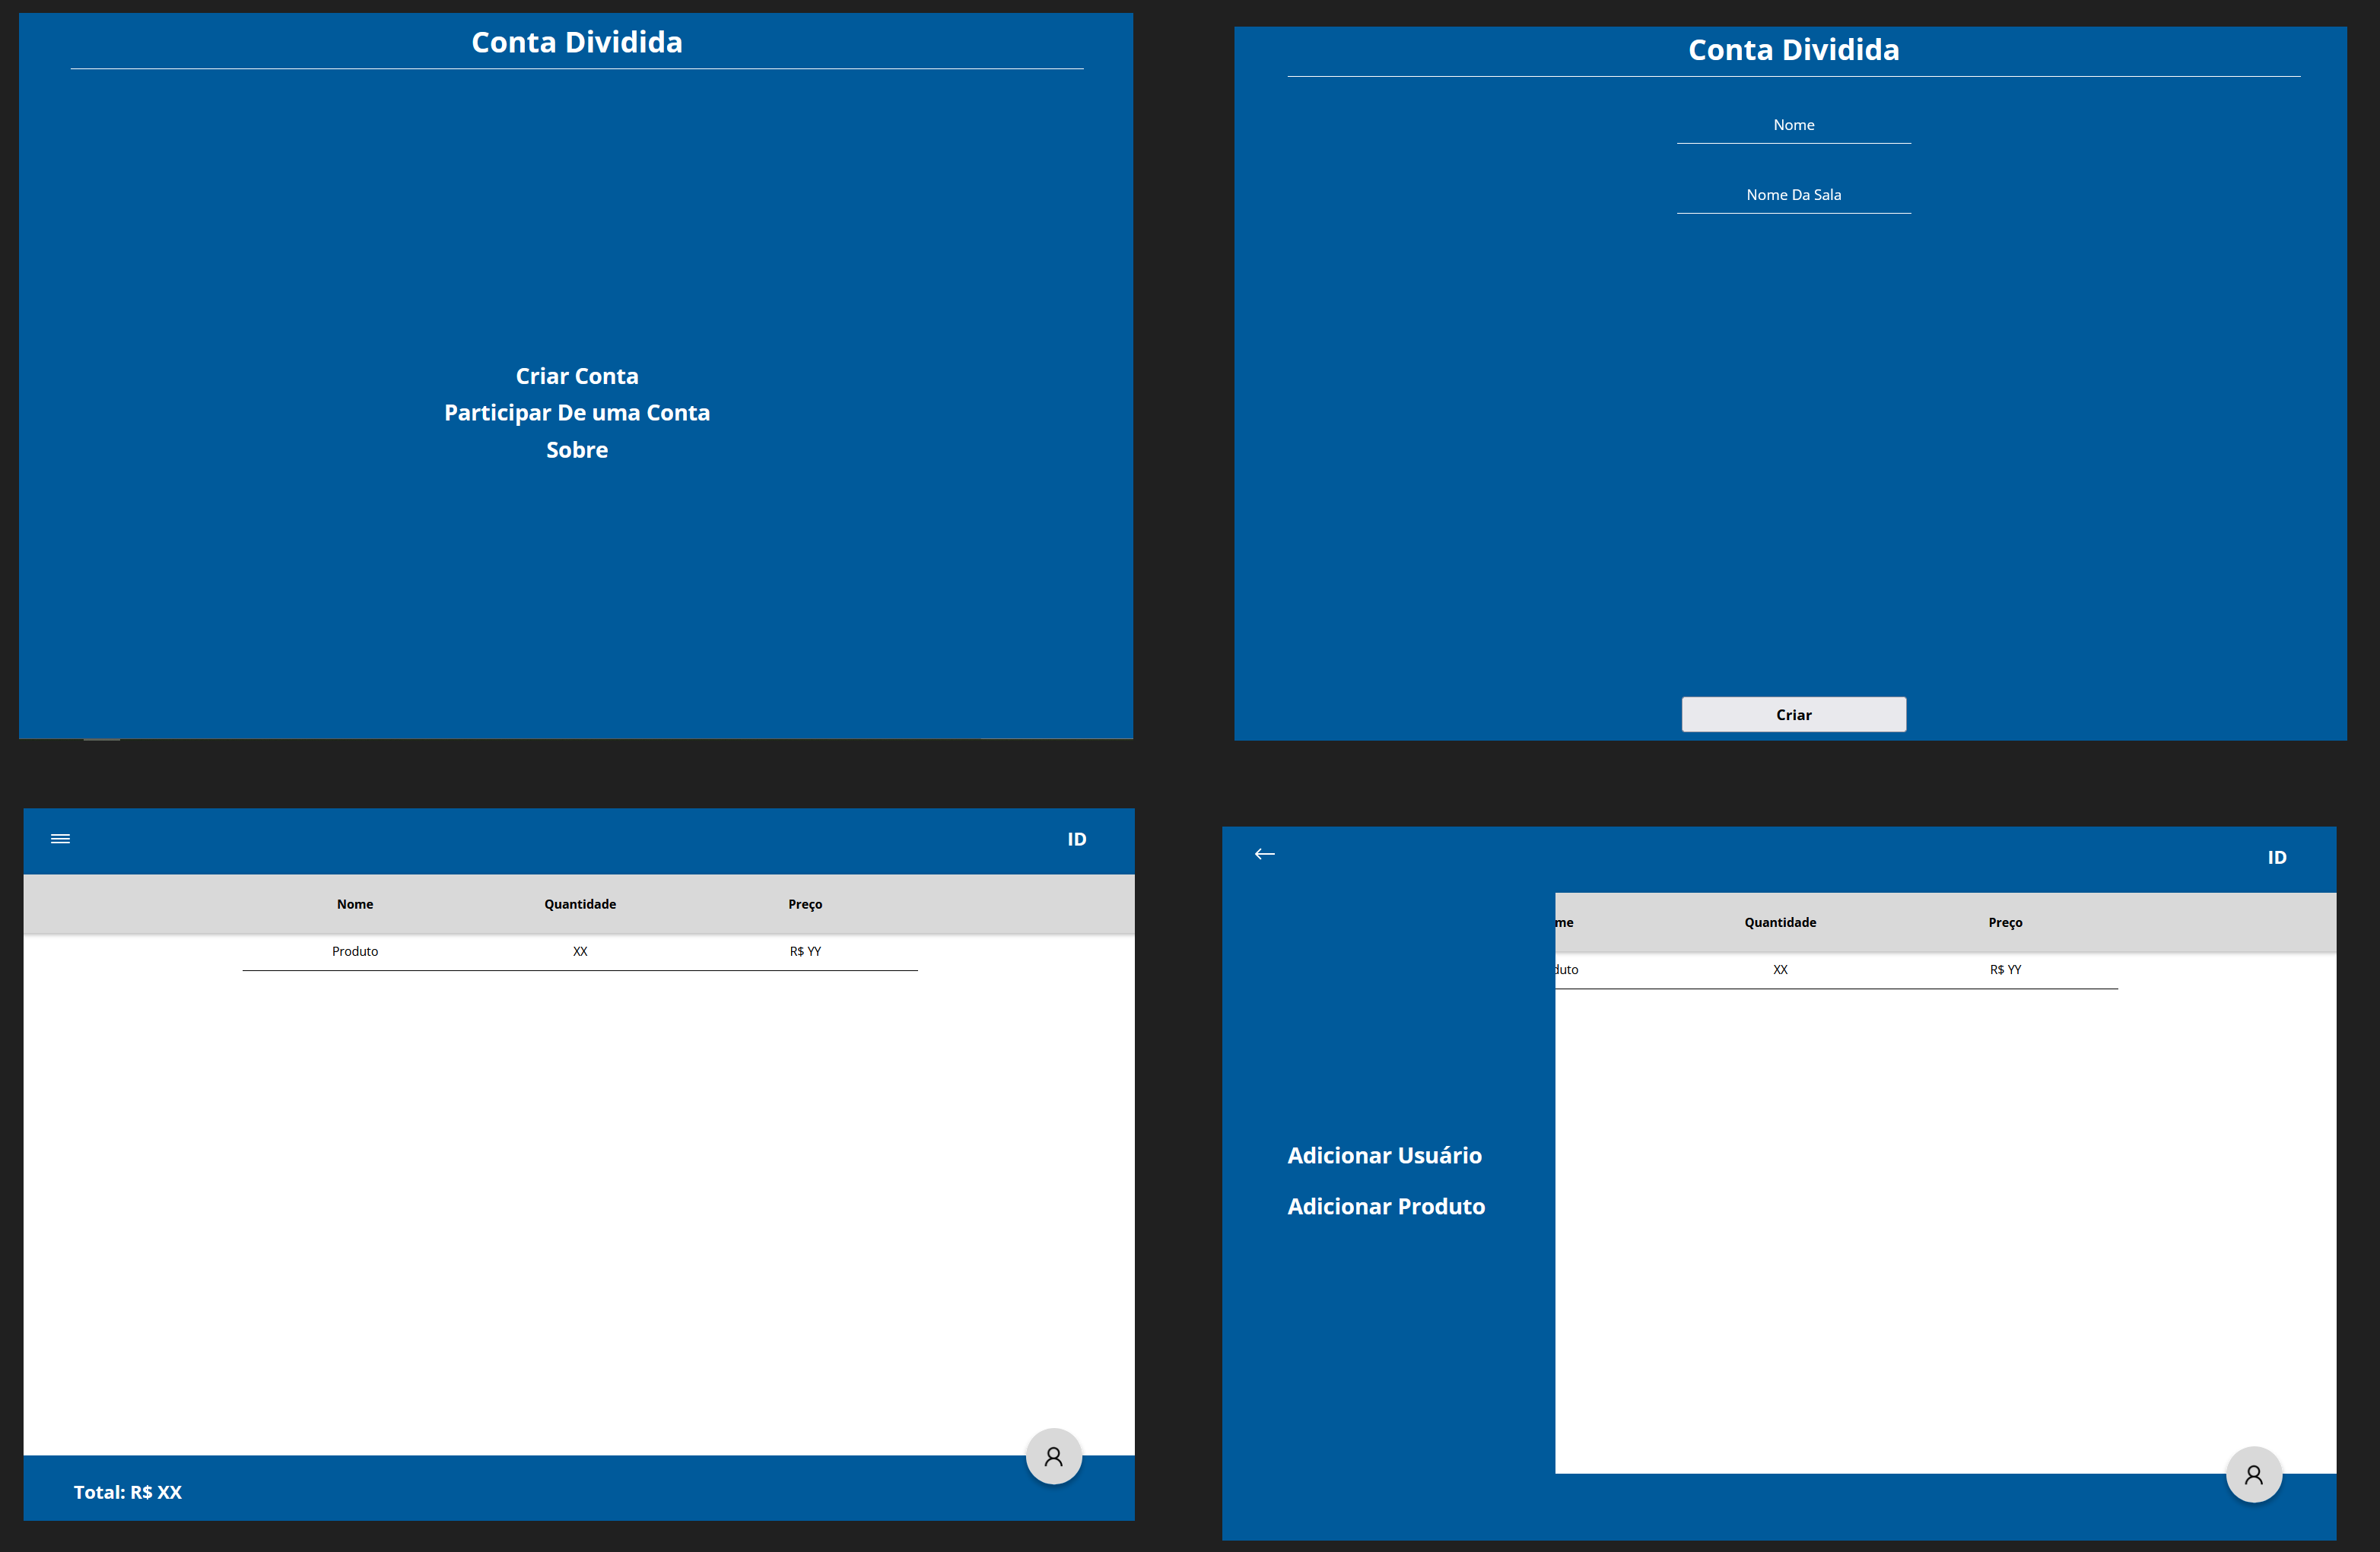 Conta Dividida
Criar Conta
Participar De uma Conta
Sobre
Conta Dividida
Nome
Nome Da Sala
Criar
ID
Nome Quantidade Preço
Produto XX R$ YY
Total: R$ XX
ID
me Quantidade Preço
duto XX R$ YY
Adicionar Usuário
Adicionar Produto